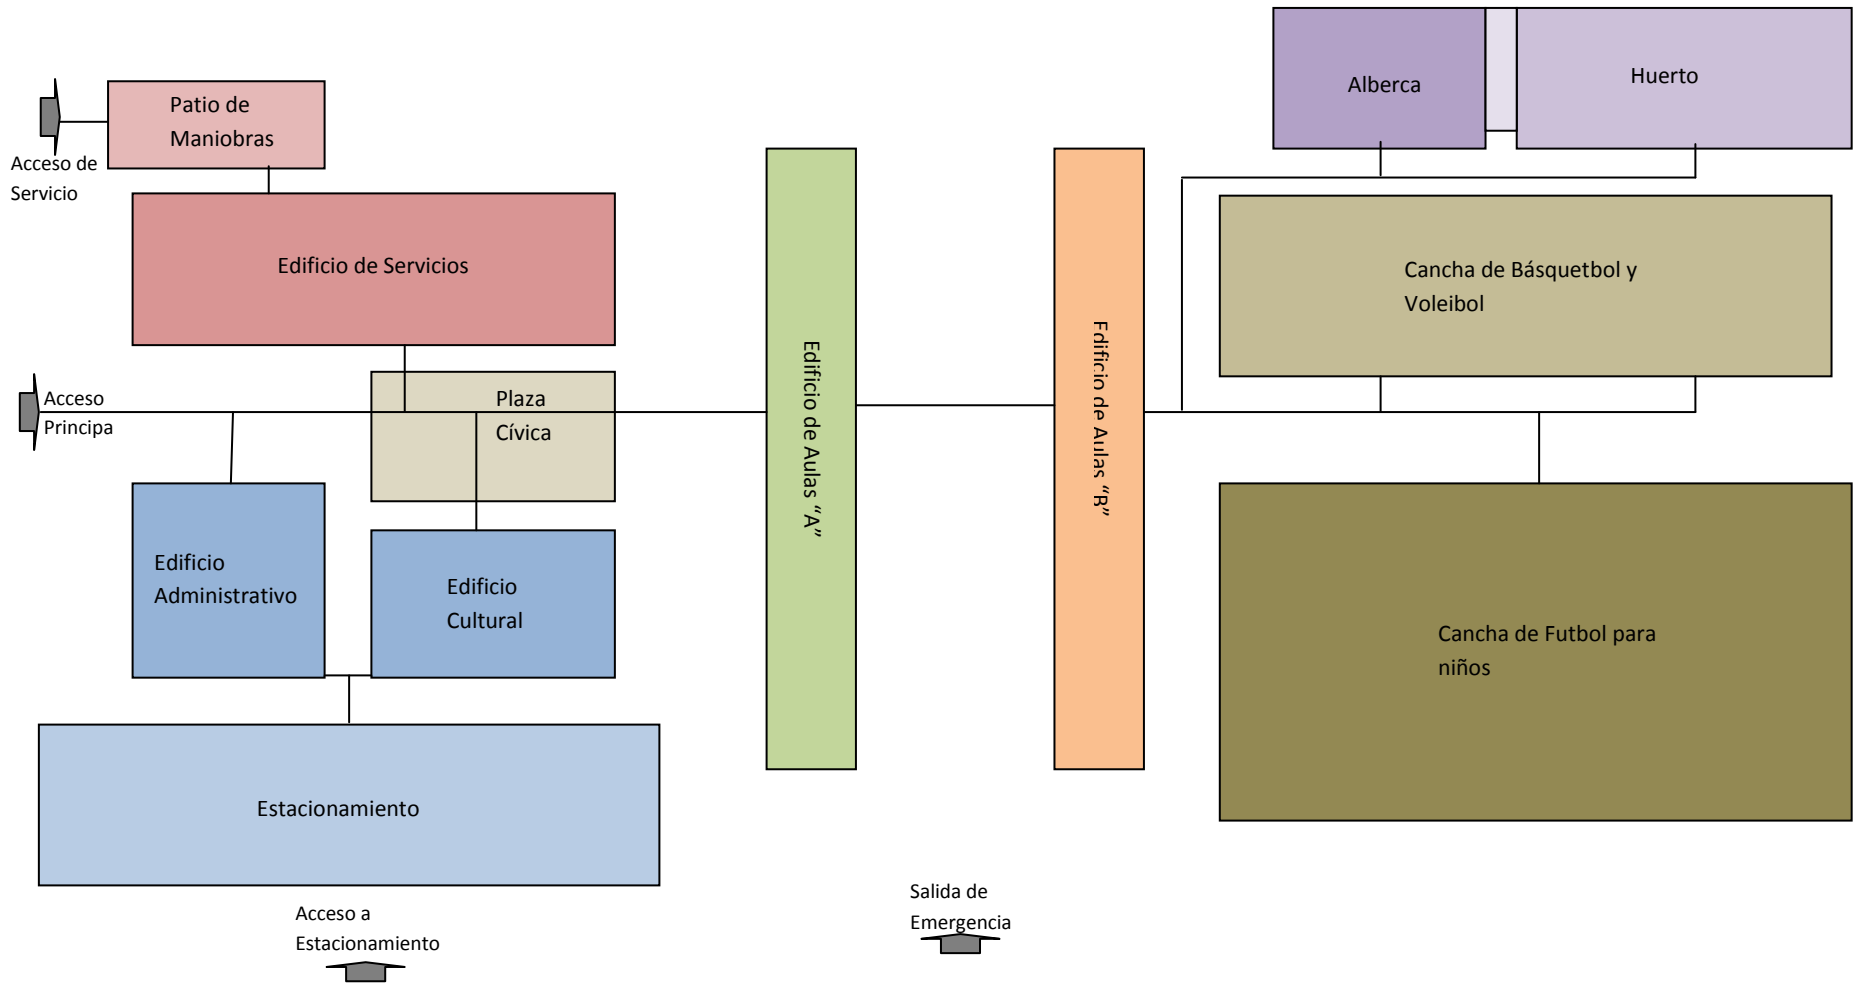 Patio de
Maniobras
Acceso de
Servicio
Edificio de Servicios
Acceso
Principa
Plaza
Cívica
Edificio
Administrativo
Edificio
Cultural
Estacionamiento
Acceso a
Estacionamiento
Edificio de Aulas “A”
Edificio de Aulas “B”
Salida de
Emergencia
Alberca
Huerto
Cancha de Básquetbol y
Voleibol
Cancha de Futbol para
niños